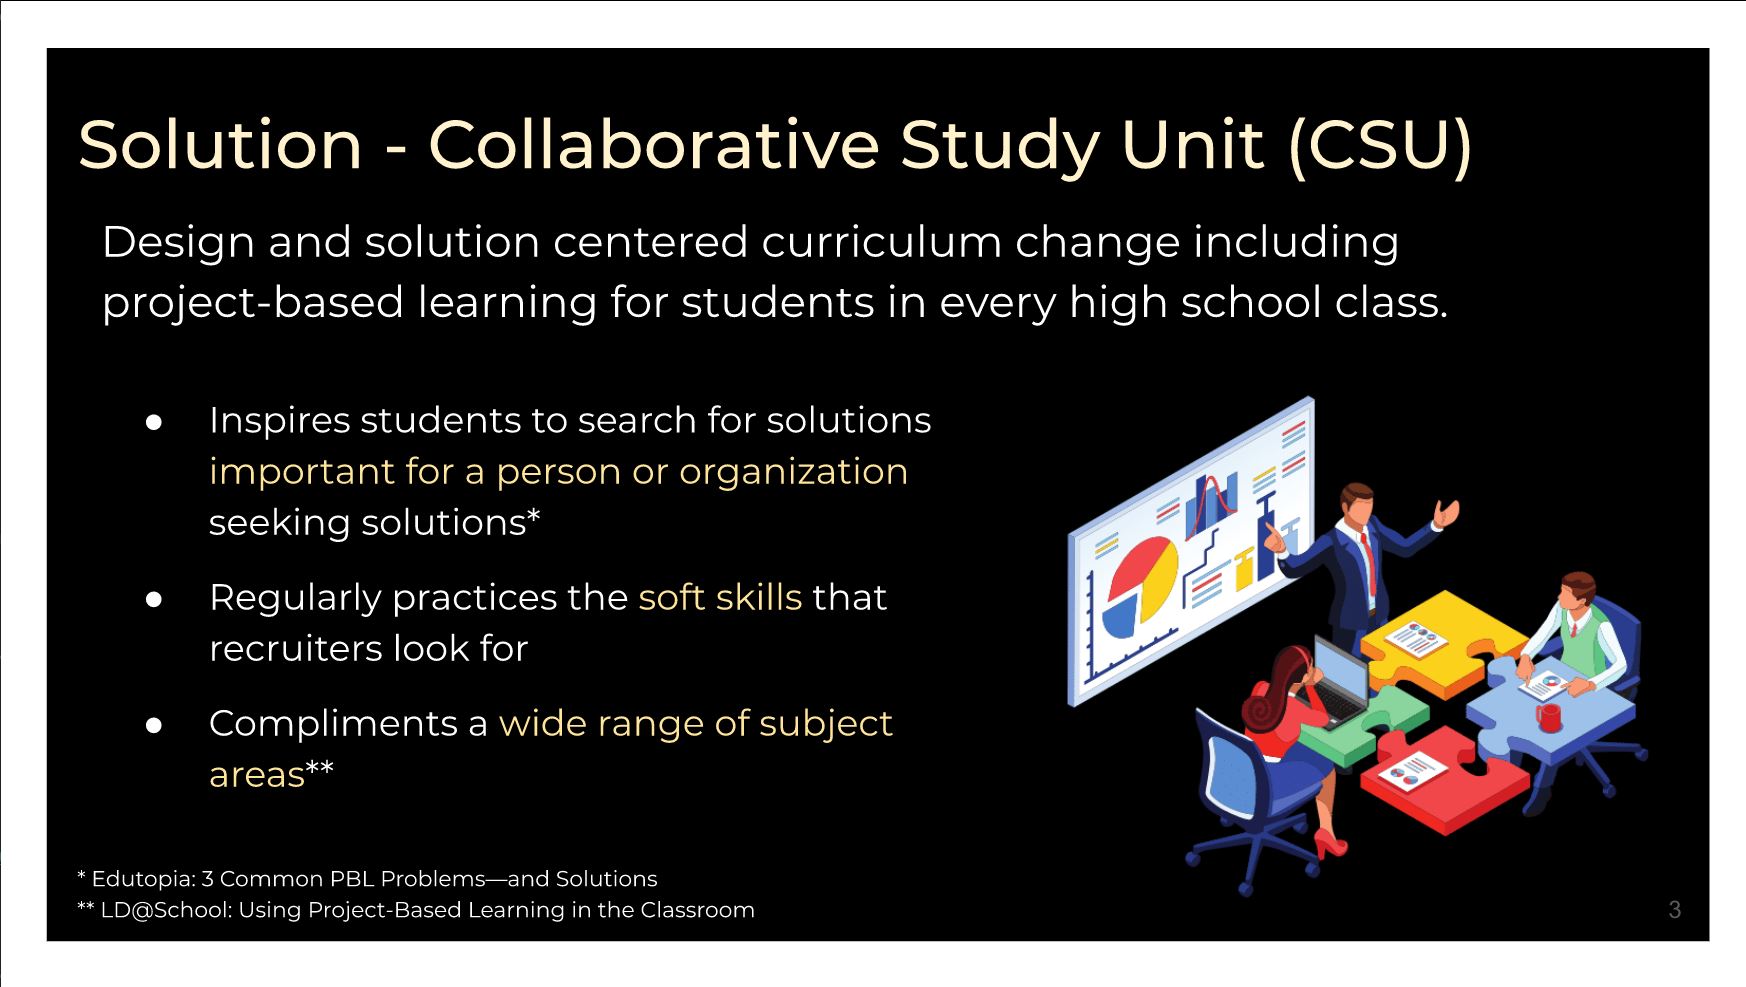 Solution - Collaborative Study Unit (CSU)
Design and solution centered curriculum change including
project-based learning for students in every high school class.
● Inspires students to search for solutions
important for a person or organization
seeking solutions*
● Regularly practices the soft skills that
recruiters look for
● Compliments a wide range of subject
areas**
* Edutopia: 3 Common PBL Problems—and Solutions
** LD@School: Using Project-Based Learning in the Classroom
3